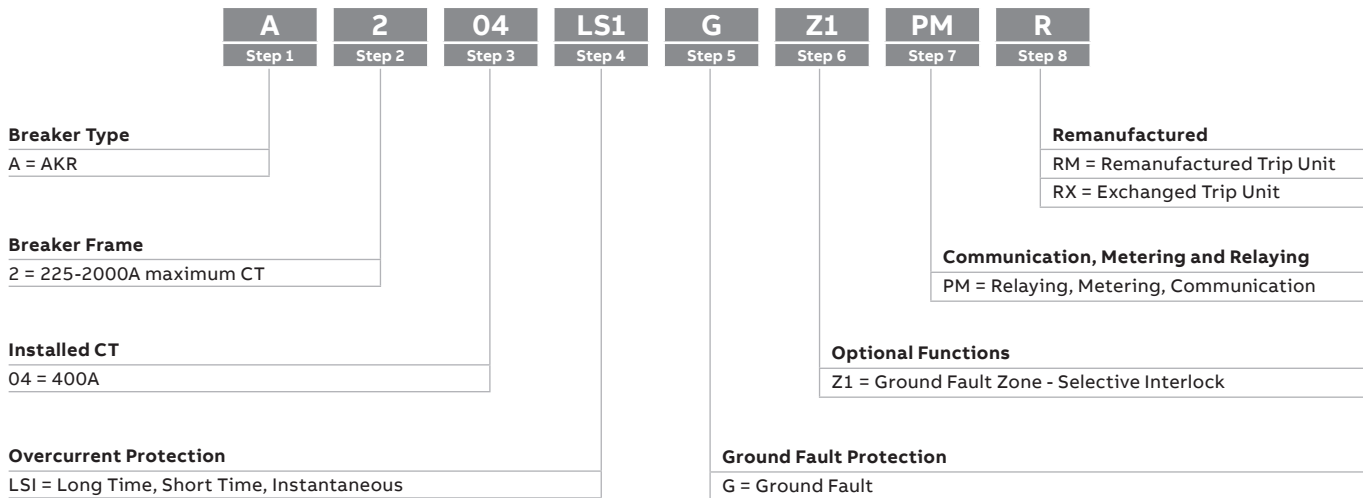 A 2 04 LS1 G Z1 PM R
Step 1 Step 2 Step 3 Step 4 Step 5 Step 6 Step 7 Step 8
Breaker Type
A = AKR
Remanufactured
RM = Remanufactured Trip Unit
RX = Exchanged Trip Unit
Breaker Frame
2 = 225-2000A maximum CT
Communication, Metering and Relaying
PM = Relaying, Metering, Communication
Installed CT
04 = 400A
Optional Functions
Z1 = Ground Fault Zone - Selective Interlock
Overcurrent Protection
LSI = Long Time, Short Time, Instantaneous
Ground Fault Protection
G = Ground Fault